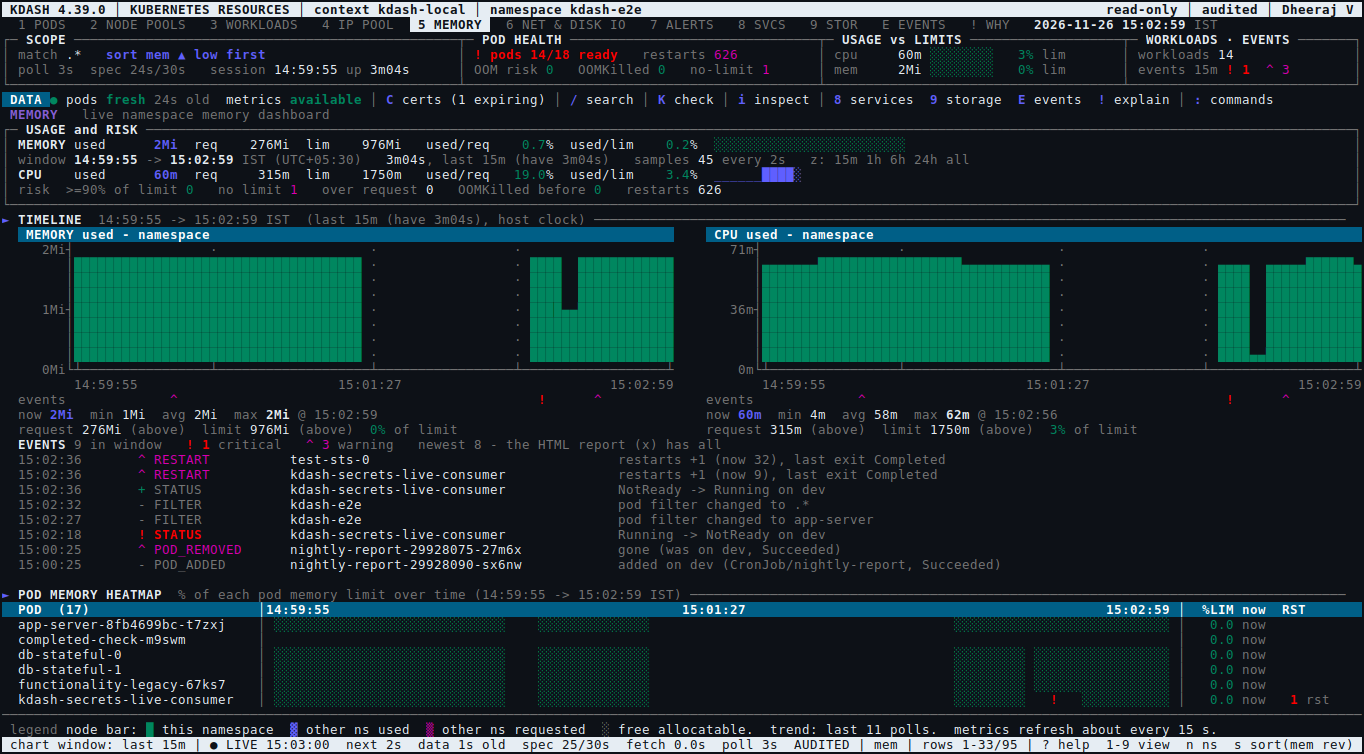 KDASH 4.39.0 │ KUBERNETES RESOURCES │ context kdash-local │ namespace kdash-e2e read-only │ audited │ Dheeraj V
1 PODS 2 NODE POOLS 3 WORKLOADS 4 IP POOL 5 MEMORY 6 NET & DISK IO 7 ALERTS 8 SVCS 9 STOR E EVENTS ! WHY 2026-11-26 15:02:59 IST
SCOPE POD HEALTH USAGE vs LIMITS WORKLOADS · EVENTS
match .* sort mem ▲ low first ! pods 14/18 ready restarts 626 cpu 60m 3% lim workloads 14
poll 3s spec 24s/30s session 14:59:55 up 3m04s OOM risk 0 OOMKilled 0 no-limit 1 mem 2Mi 0% lim events 15m ! 1 ^ 3
DATA ● pods fresh 24s old metrics available │ C certs (1 expiring) │ / search │ K check │ i inspect │ 8 services 9 storage E events ! explain │ : commands
MEMORY live namespace memory dashboard
USAGE and RISK
MEMORY used 2Mi req 276Mi lim 976Mi used/req 0.7% used/lim 0.2%
window 14:59:55 -> 15:02:59 IST (UTC+05:30) 3m04s, last 15m (have 3m04s) samples 45 every 2s z: 15m 1h 6h 24h all
CPU used 60m req 315m lim 1750m used/req 19.0% used/lim 3.4%
risk >=90% of limit 0 no limit 1 over request 0 OOMKilled before 0 restarts 626
► TIMELINE 14:59:55 -> 15:02:59 IST (last 15m (have 3m04s), host clock)
MEMORY used - namespace CPU used - namespace
2Mi 71m
1Mi 36m
0Mi 0m
14:59:55 15:01:27 15:02:59 14:59:55 15:01:27 15:02:59
events ^ ! ^ events ^ ! ^
now 2Mi min 1Mi avg 2Mi max 2Mi @ 15:02:59 now 60m min 4m avg 58m max 62m @ 15:02:56
request 276Mi (above) limit 976Mi (above) 0% of limit request 315m (above) limit 1750m (above) 3% of limit
EVENTS 9 in window ! 1 critical ^ 3 warning newest 8 - the HTML report (x) has all
15:02:36 ^ RESTART test-sts-0 restarts +1 (now 32), last exit Completed
15:02:36 ^ RESTART kdash-secrets-live-consumer restarts +1 (now 9), last exit Completed
15:02:36 + STATUS kdash-secrets-live-consumer NotReady -> Running on dev
15:02:32 - FILTER kdash-e2e pod filter changed to .*
15:02:27 - FILTER kdash-e2e pod filter changed to app-server
15:02:18 ! STATUS kdash-secrets-live-consumer Running -> NotReady on dev
15:00:25 ^ POD_REMOVED nightly-report-29928075-27m6x gone (was on dev, Succeeded)
15:00:25 - POD_ADDED nightly-report-29928090-sx6nw added on dev (CronJob/nightly-report, Succeeded)
► POD MEMORY HEATMAP % of each pod memory limit over time (14:59:55 -> 15:02:59 IST)
POD (17) │14:59:55 15:01:27 15:02:59 │ %LIM now RST
app-server-8fb4699bc-t7zxj 0.0 now
completed-check-m9swm
db-stateful-0 0.0 now
db-stateful-1 0.0 now
functionality-legacy-67ks7 0.0 now
kdash-secrets-live-consumer ! 0.0 now 1 rst
legend node bar: this namespace other ns used other ns requested free allocatable. trend: last 11 polls. metrics refresh about every 15 s.
chart window: last 15m │ ● LIVE 15:03:00 next 2s data 1s old spec 25/30s fetch 0.0s poll 3s AUDITED │ mem │ rows 1-33/95 │ ? help 1-9 view n ns s sort(mem rev)